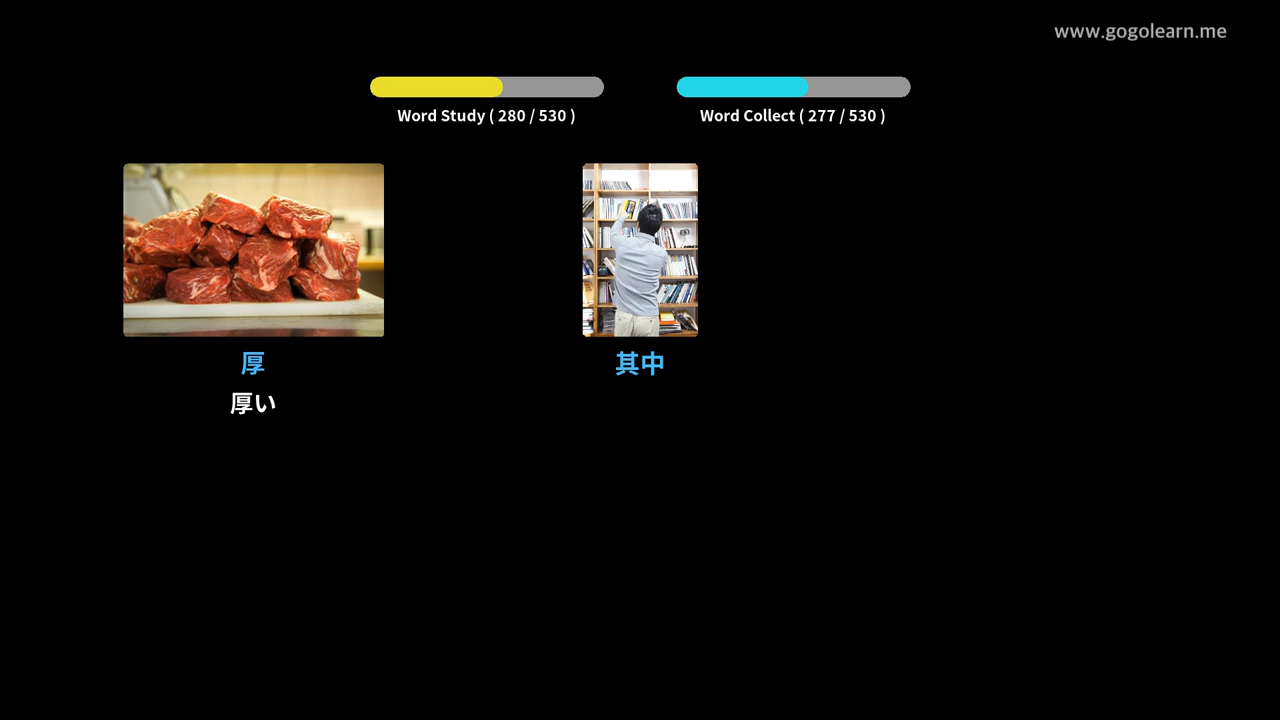 www.gogolearn.me
Word Study ( 280 / 530 )
Word Collect ( 277 / 530 )
厚
其中
厚い